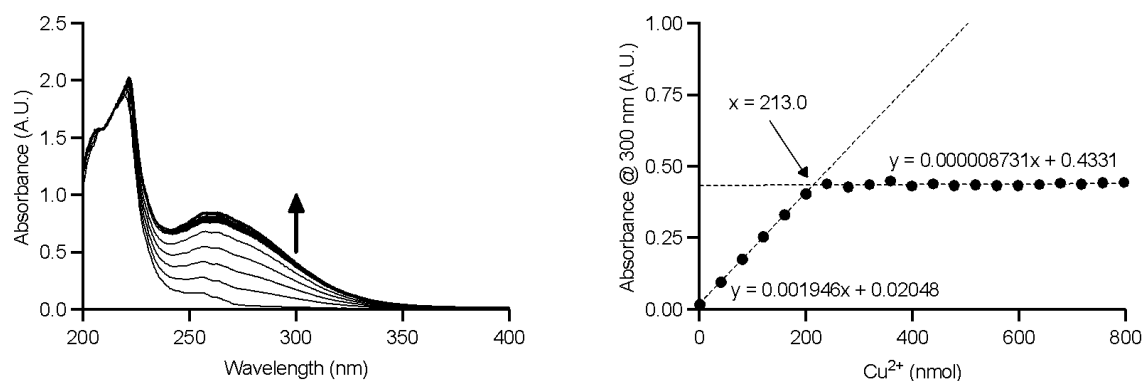 2.5
2.0
1.5
1.0
0.5
0.0
Absorbance (A.U.)
200 250 300 350 400
Wavelength (nm)
1.00
0.75
0.50
0.25
0.00
Absorbance @ 300 nm (A.U.)
x = 213.0
y = 0.000008731x + 0.4331
y = 0.001946x + 0.02048
0 200 400 600 800
Cu²⁺ (nmol)